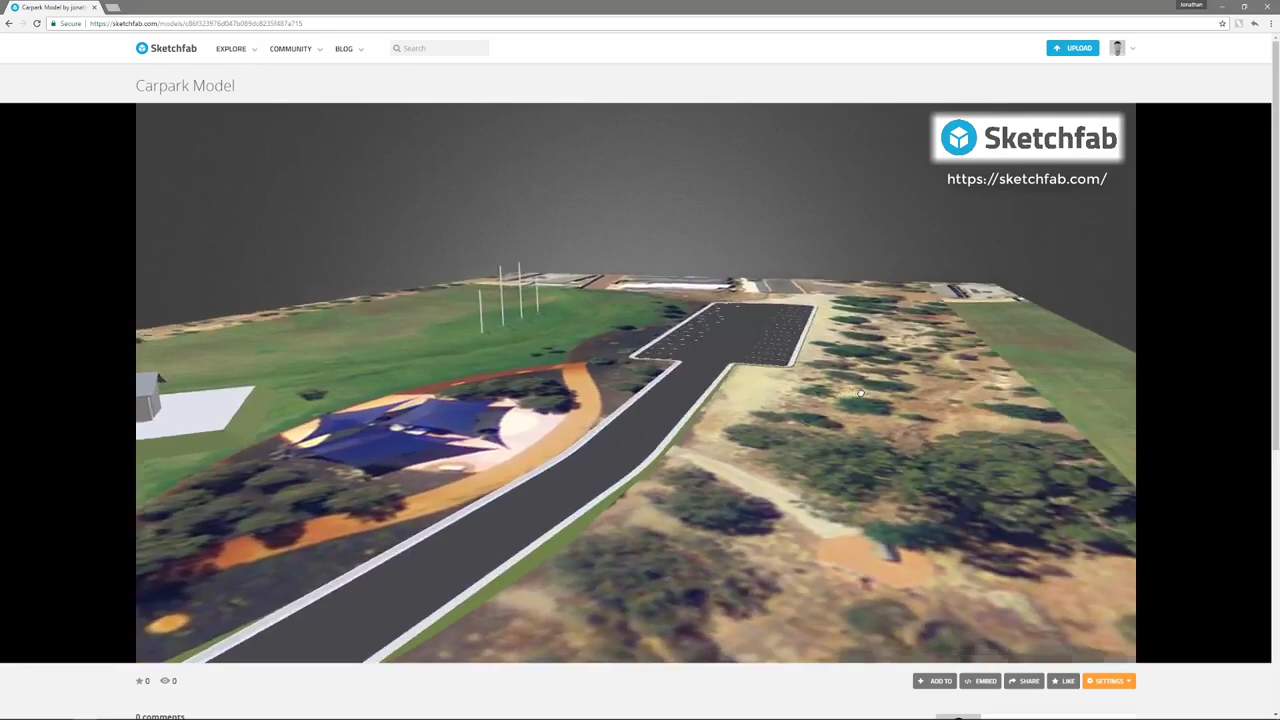 Carpark Model by jonat
Jonathan
Secure
https://sketchfab.com/models/c86f323976d047b089dc8235f487a715
Sketchfab
EXPLORE
COMMUNITY
BLOG
Search
UPLOAD
Carpark Model
Sketchfab
https://sketchfab.com/
0
0
ADD TO
EMBED
SHARE
LIKE
SETTINGS
0 comments